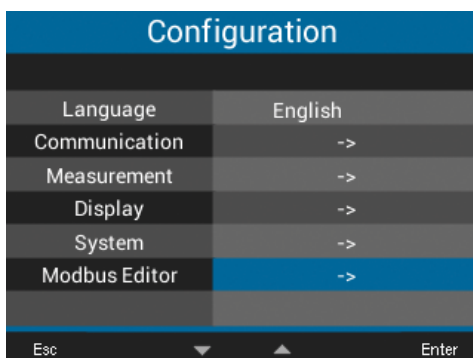 Configuration
Language English
Communication ->
Measurement ->
Display ->
System ->
Modbus Editor ->
Esc Enter